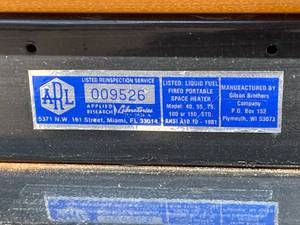 ARL
LISTED REINSPECTION SERVICE
009526
APPLIED
RESEARCH Laboratories
5371 N.W 161 Street, Miami, FL 33014
LISTED: LIQUID FUEL
FIRED PORTABLE
SPACE HEATER
Model: 40, 55, 75,
100 or 150, STD.
ANSI A10.10 - 1981
MANUFACTURED BY
Gilson Brothers
Company
P.O Box 152
Plymouth, WI 53073